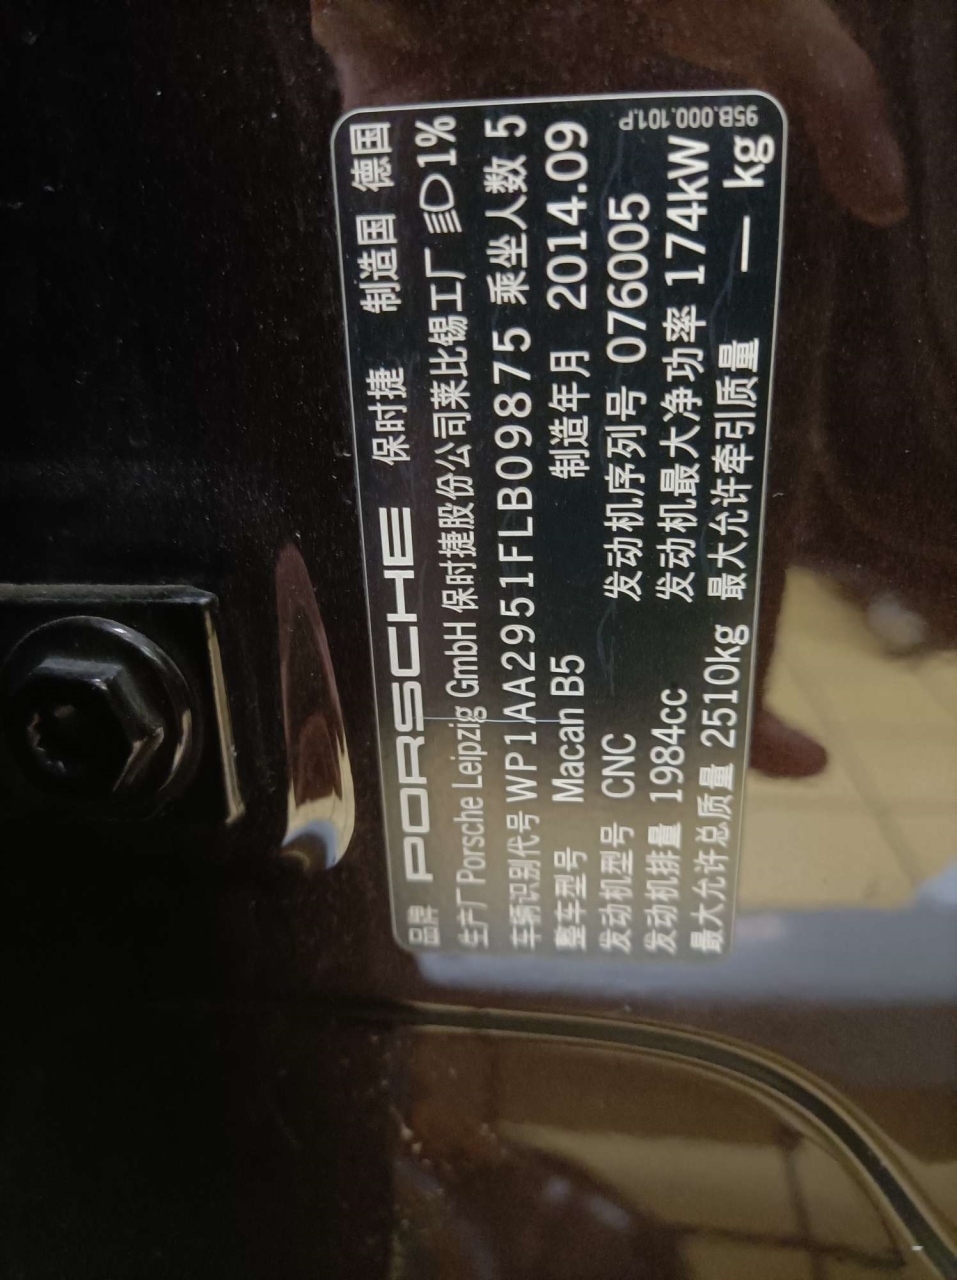 品牌 PORSCHE 保时捷 制造国 德国
生产厂 Porsche Leipzig GmbH 保时捷股份公司莱比锡工厂 1%
车辆识别代号 WP1AA2951FLB09875 乘坐人数 5
整车型号 Macan B5 制造年月 2014.09
发动机型号 CNC 发动机序列号 076005
发动机排量 1984cc 发动机最大净功率 174kW
最大允许总质量 2510kg 最大允许牵引质量 — kg
95B.000.101.P